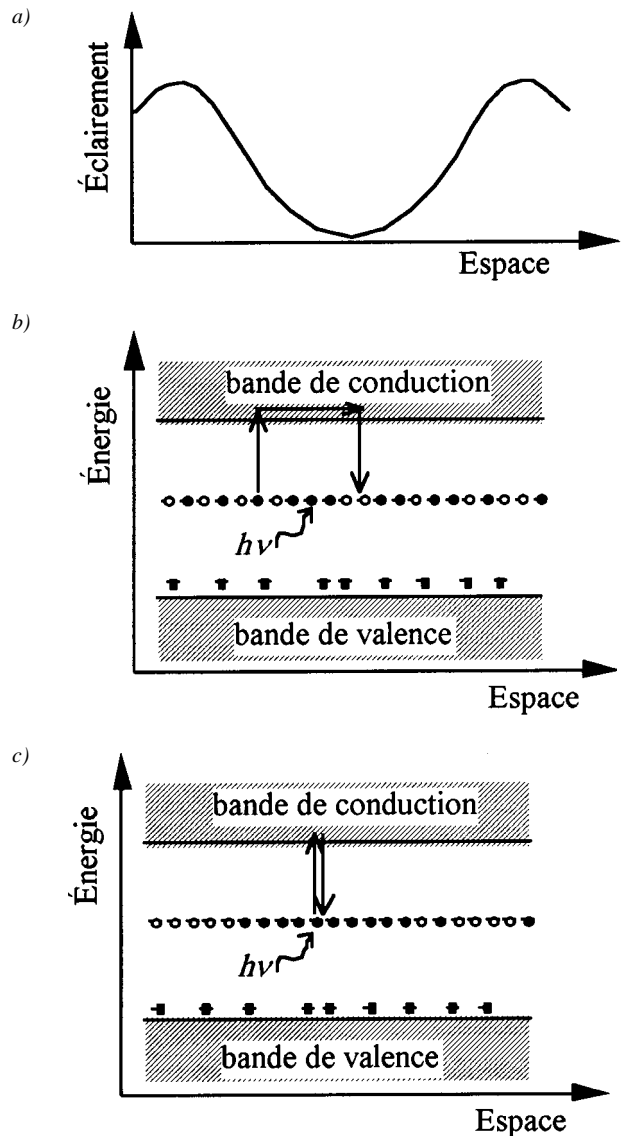 a)
Éclairement
Espace
b)
Énergie
bande de conduction
hν
bande de valence
Espace
c)
Énergie
bande de conduction
hν
bande de valence
Espace